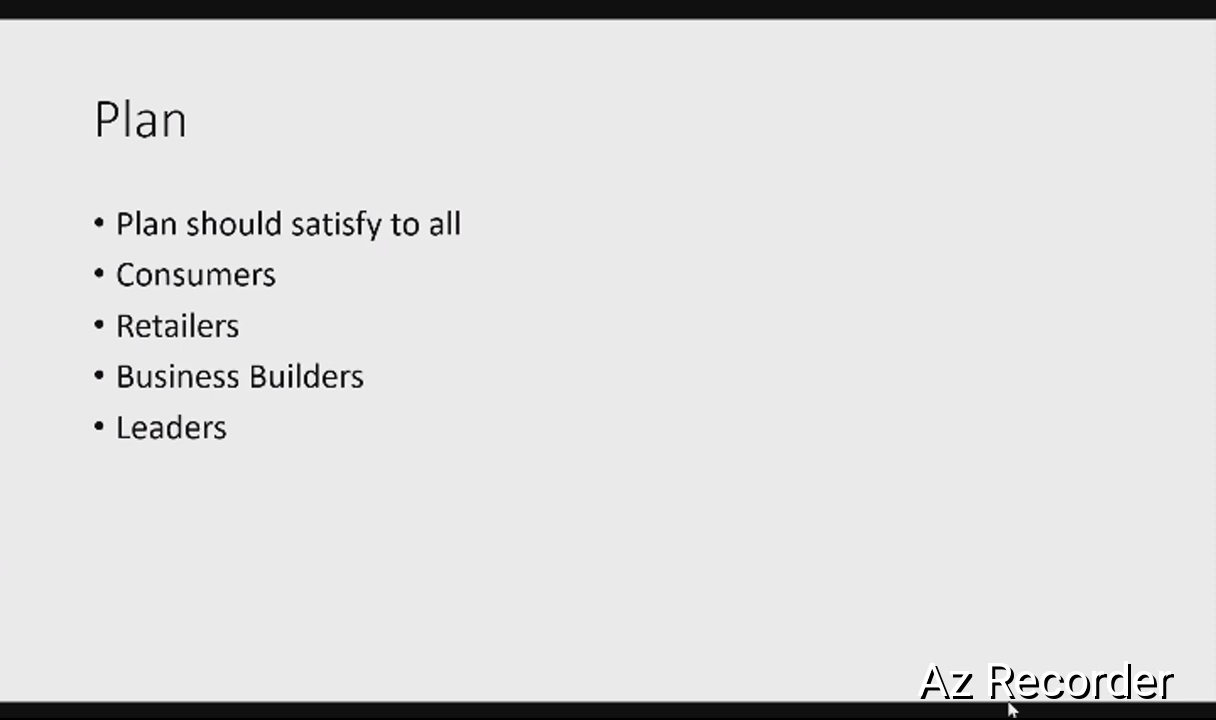 Plan
• Plan should satisfy to all
• Consumers
• Retailers
• Business Builders
• Leaders
Az Recorder